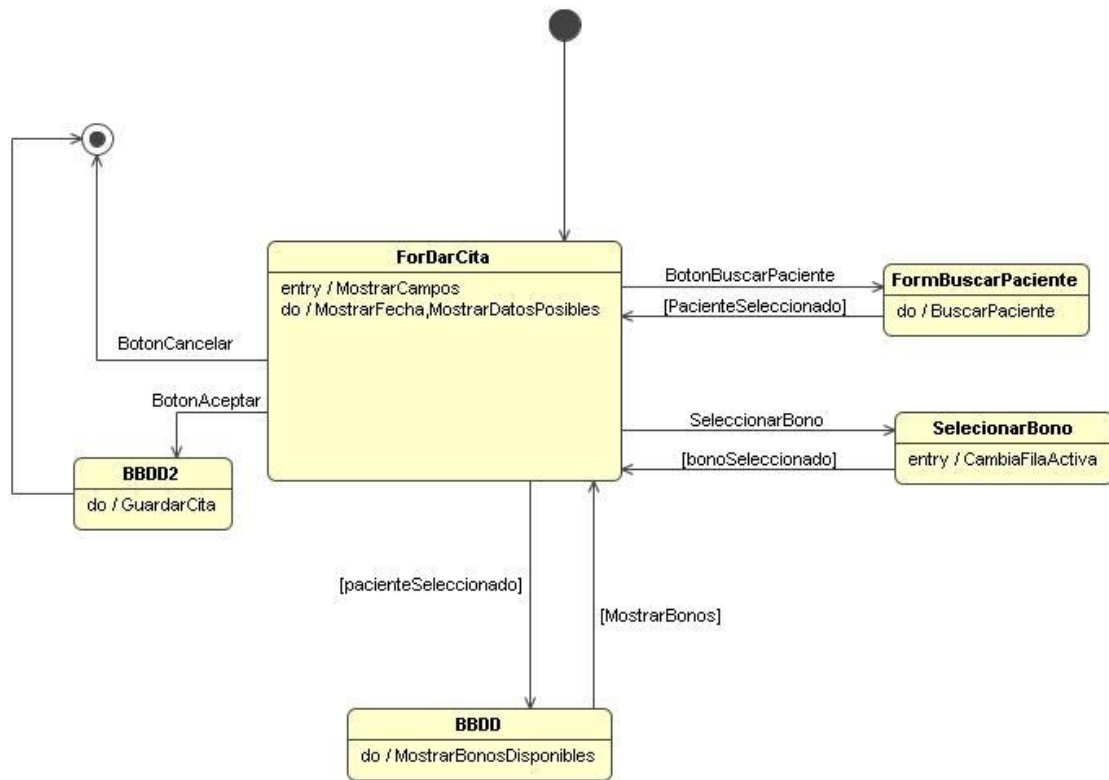 ForDarCita
entry / MostrarCampos
do / MostrarFecha,MostrarDatosPosibles
BotonBuscarPaciente
[PacienteSeleccionado]
FormBuscarPaciente
do / BuscarPaciente
BotonCancelar
BotonAceptar
SeleccionarBono
[bonoSeleccionado]
SelecionarBono
entry / CambiaFilaActiva
BBDD2
do / GuardarCita
[pacienteSeleccionado]
[MostrarBonos]
BBDD
do / MostrarBonosDisponibles